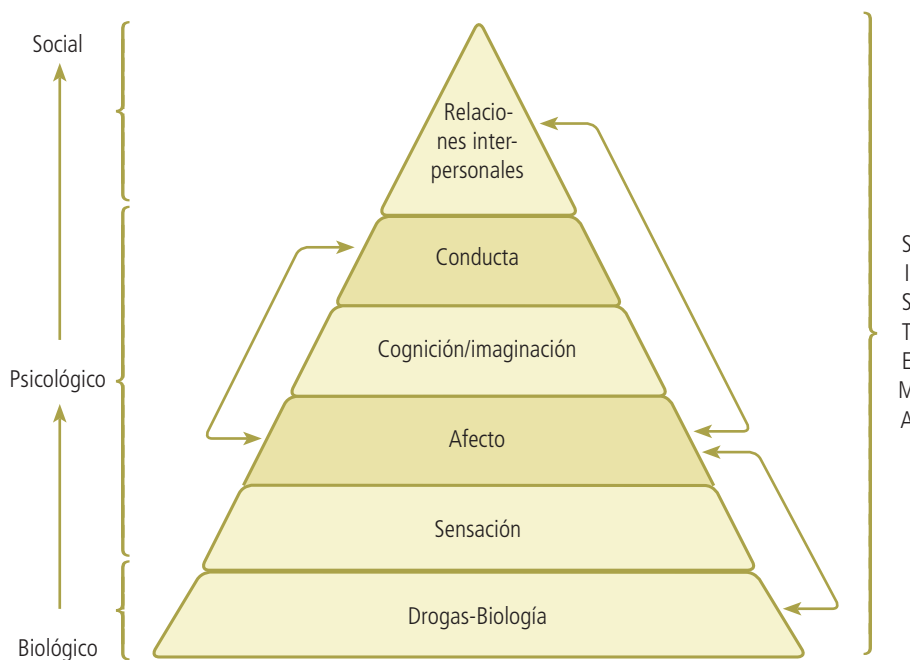 Social
Relacio-
nes inter-
personales
Conducta
Cognición/imaginación
Psicológico
Afecto
Sensación
Drogas-Biología
Biológico
S
I
S
T
E
M
A